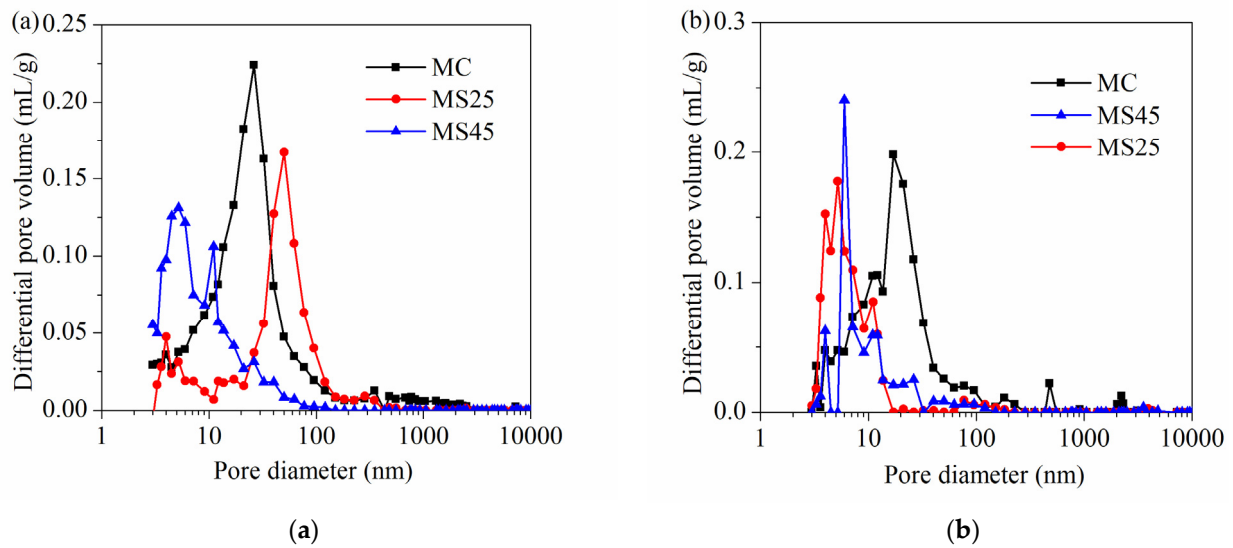 (a)
0.25
0.20
0.15
0.10
0.05
0.00
Differential pore volume (mL/g)
MC
MS25
MS45
1 10 100 1000 10000
Pore diameter (nm)
(a)
(b)
0.3
0.2
0.1
0.0
Differential pore volume (mL/g)
MC
MS45
MS25
1 10 100 1000 10000
Pore diameter (nm)
(b)